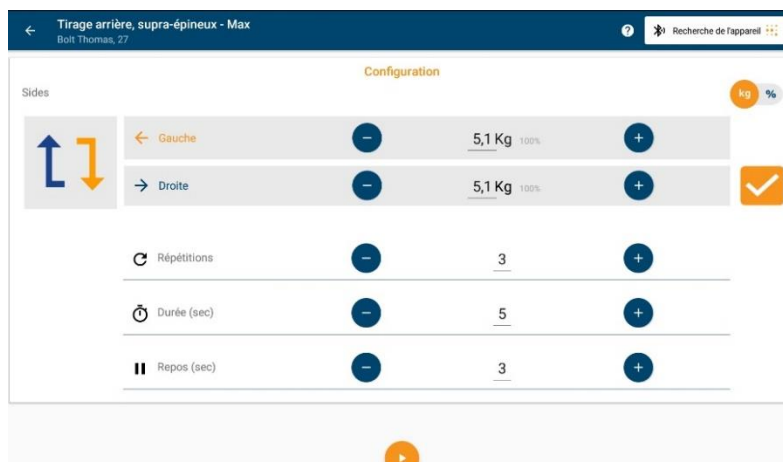 Tirage arrière, supra-épineux - Max
Bolt Thomas, 27
? Recherche de l'appareil
Configuration
Sides
kg %
Gauche − 5,1 Kg 100% +
Droite − 5,1 Kg 100% +
Répétitions − 3 +
Durée (sec) − 5 +
Repos (sec) − 3 +